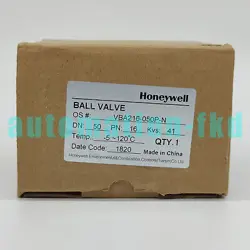 Honeywell
BALL VALVE
OS # VBA216-050P-N
DN: 50 PN: 16 Kvs: 41
Temp.: -5~120°C QTY.1
Date Code: 1820 Made in China